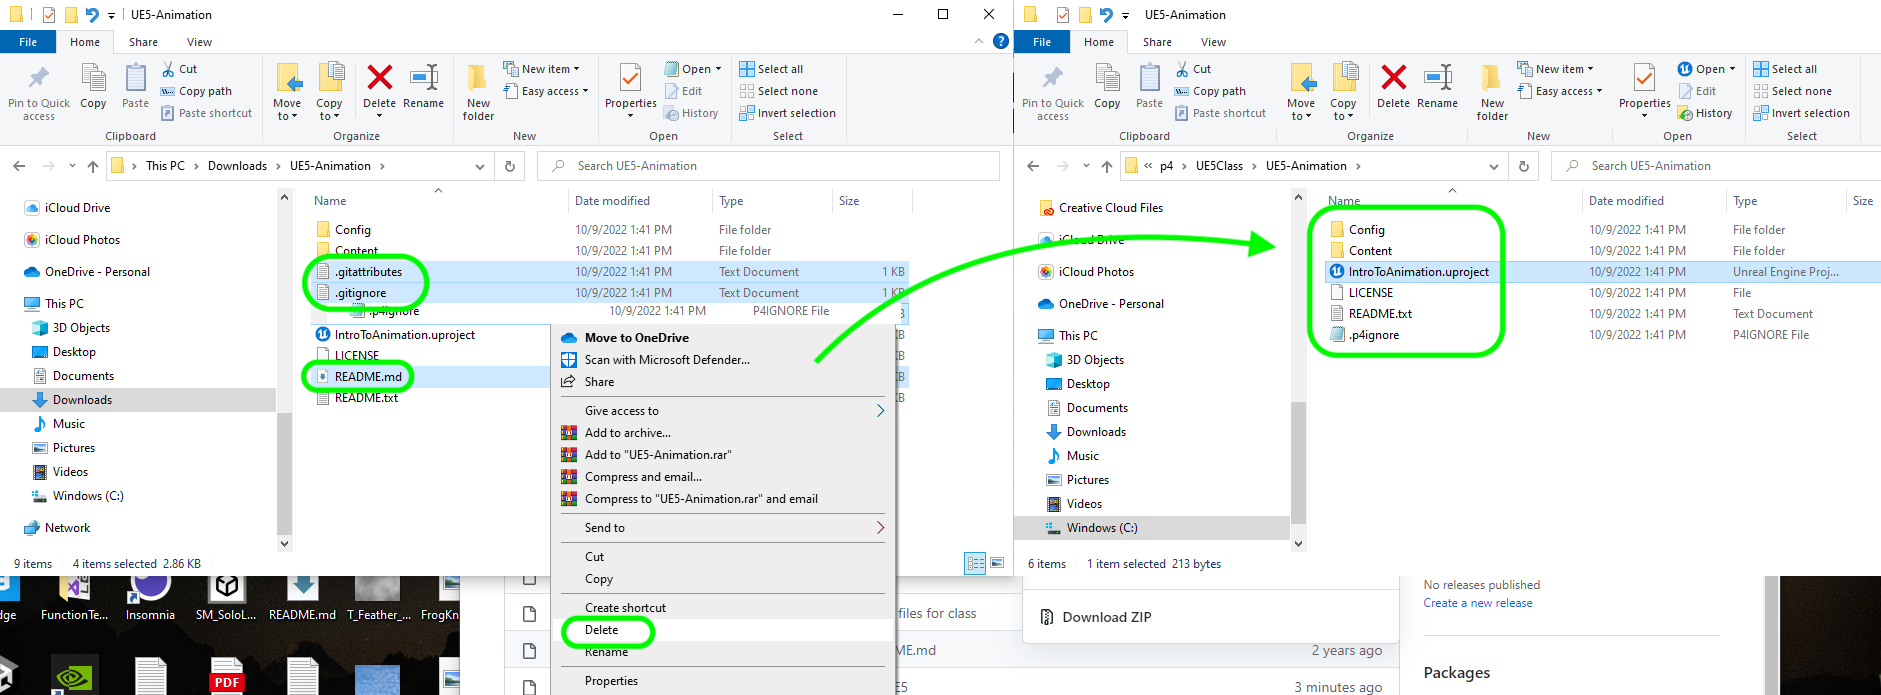 UE5-Animation
File Home Share View
Pin to Quick access
Copy
Paste
Cut
Copy path
Paste shortcut
Clipboard
Move to
Copy to
Delete
Rename
Organize
New folder
New item
Easy access
New
Properties
Open
Edit
History
Open
Select all
Select none
Invert selection
Select
This PC > Downloads > UE5-Animation >
Search UE5-Animation
iCloud Drive
iCloud Photos
OneDrive - Personal
This PC
3D Objects
Desktop
Documents
Downloads
Music
Pictures
Videos
Windows (C:)
Network
Name Date modified Type Size
Config 10/9/2022 1:41 PM File folder
Content 10/9/2022 1:41 PM File folder
.gitattributes 10/9/2022 1:41 PM Text Document 1 KB
.gitignore 10/9/2022 1:41 PM Text Document 1 KB
.p4ignore 10/9/2022 1:41 PM P4IGNORE File
IntroToAnimation.uproject
LICENSE
README.md
README.txt
Move to OneDrive
Scan with Microsoft Defender...
Share
Give access to
Add to archive...
Add to "UE5-Animation.rar"
Compress and email...
Compress to "UE5-Animation.rar" and email
Send to
Cut
Copy
Create shortcut
Delete
Rename
Properties
9 items 4 items selected 2.86 KB
UE5-Animation
File Home Share View
Pin to Quick access
Copy
Paste
Cut
Copy path
Paste shortcut
Clipboard
Move to
Copy to
Delete
Rename
Organize
New folder
New item
Easy access
New
Properties
Open
Edit
History
Open
Select all
Select none
Invert selection
Select
« p4 > UE5Class > UE5-Animation >
Search UE5-Animation
Creative Cloud Files
iCloud Drive
iCloud Photos
OneDrive - Personal
This PC
3D Objects
Desktop
Documents
Downloads
Music
Pictures
Videos
Windows (C:)
Name Date modified Type Size
Config 10/9/2022 1:41 PM File folder
Content 10/9/2022 1:41 PM File folder
IntroToAnimation.uproject 10/9/2022 1:41 PM Unreal Engine Proj...
LICENSE 10/9/2022 1:41 PM File
README.txt 10/9/2022 1:41 PM Text Document
.p4ignore 10/9/2022 1:41 PM P4IGNORE File
6 items 1 item selected 213 bytes
FunctionTe...
Insomnia
SM_SoloL...
README.md
T_Feather_...
FrogKn
PDF
files for class
ME.md 2 years ago
E5 3 minutes ago
Download ZIP
No releases published
Create a new release
Packages